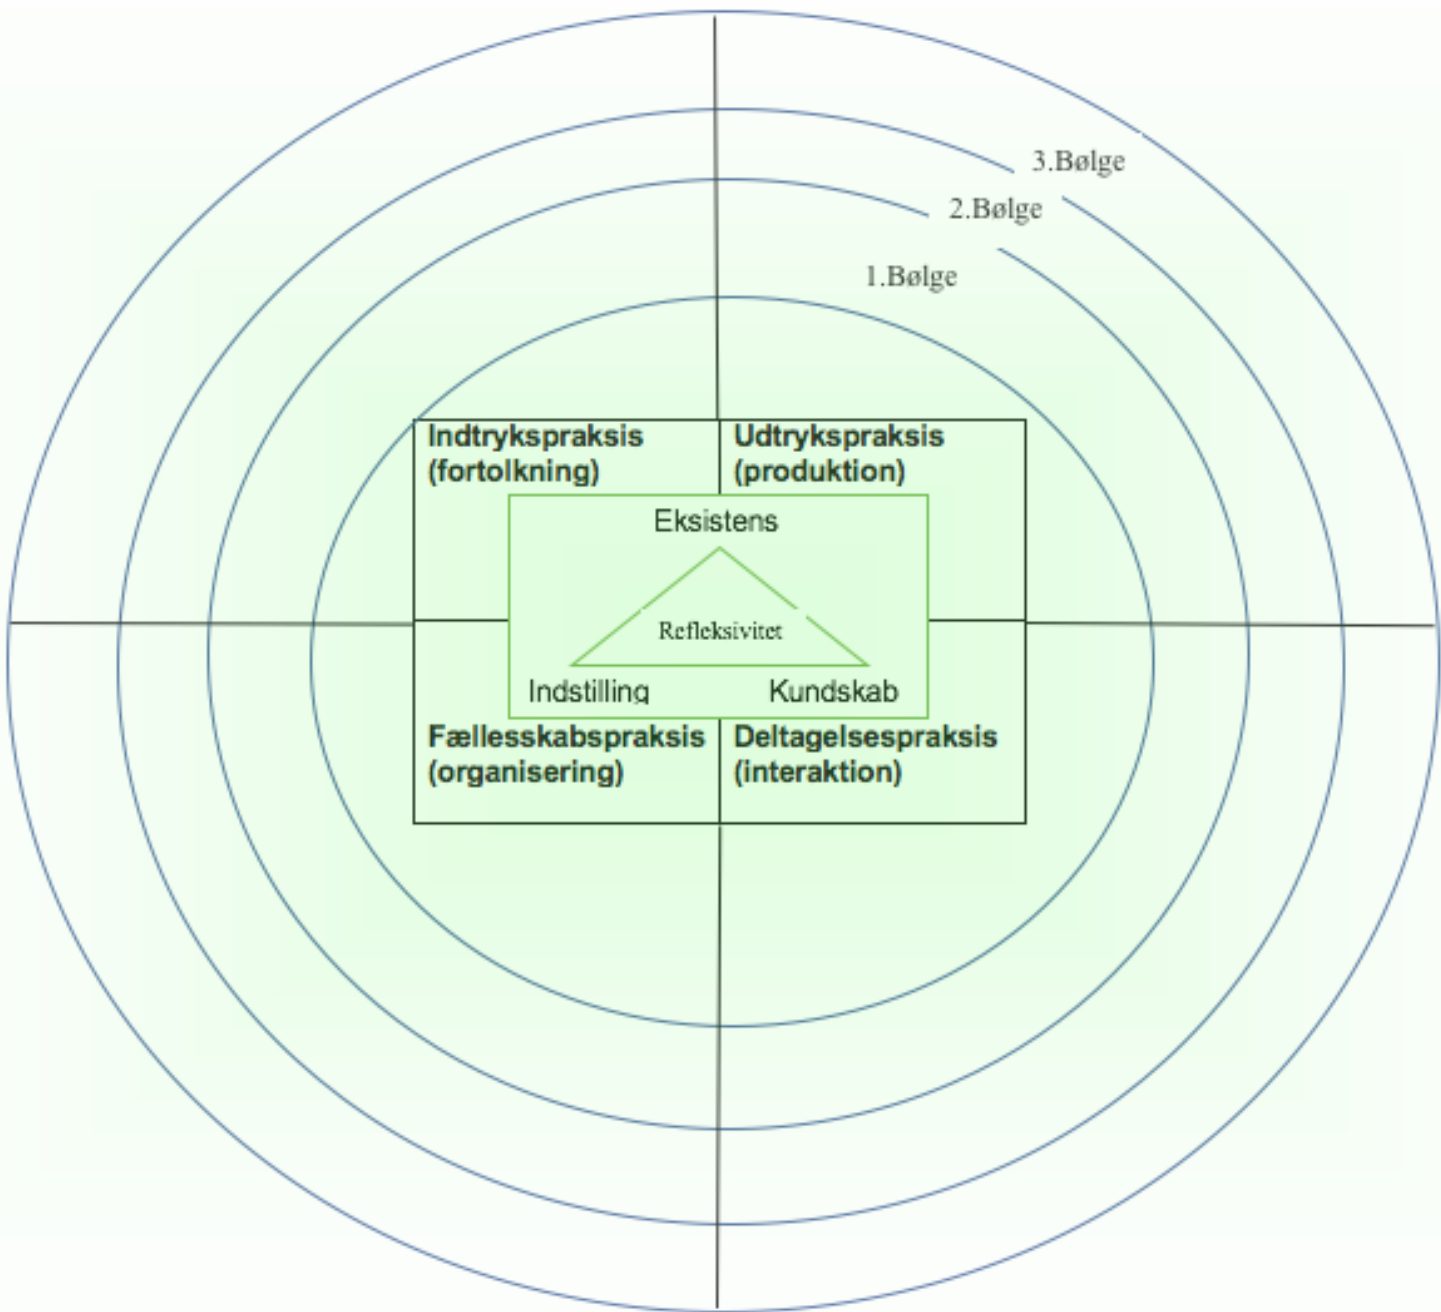 3.Bølge
2.Bølge
1.Bølge
Indtrykspraksis
(fortolkning)
Udtrykspraksis
(produktion)
Eksistens
Refleksivitet
Indstilling
Kundskab
Fællesskabspraksis
(organisering)
Deltagelsespraksis
(interaktion)